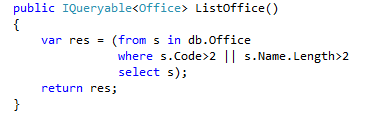 public IQueryable<Office> ListOffice()
{
    var res = (from s in db.Office
               where s.Code>2 || s.Name.Length>2
               select s);
    return res;
}